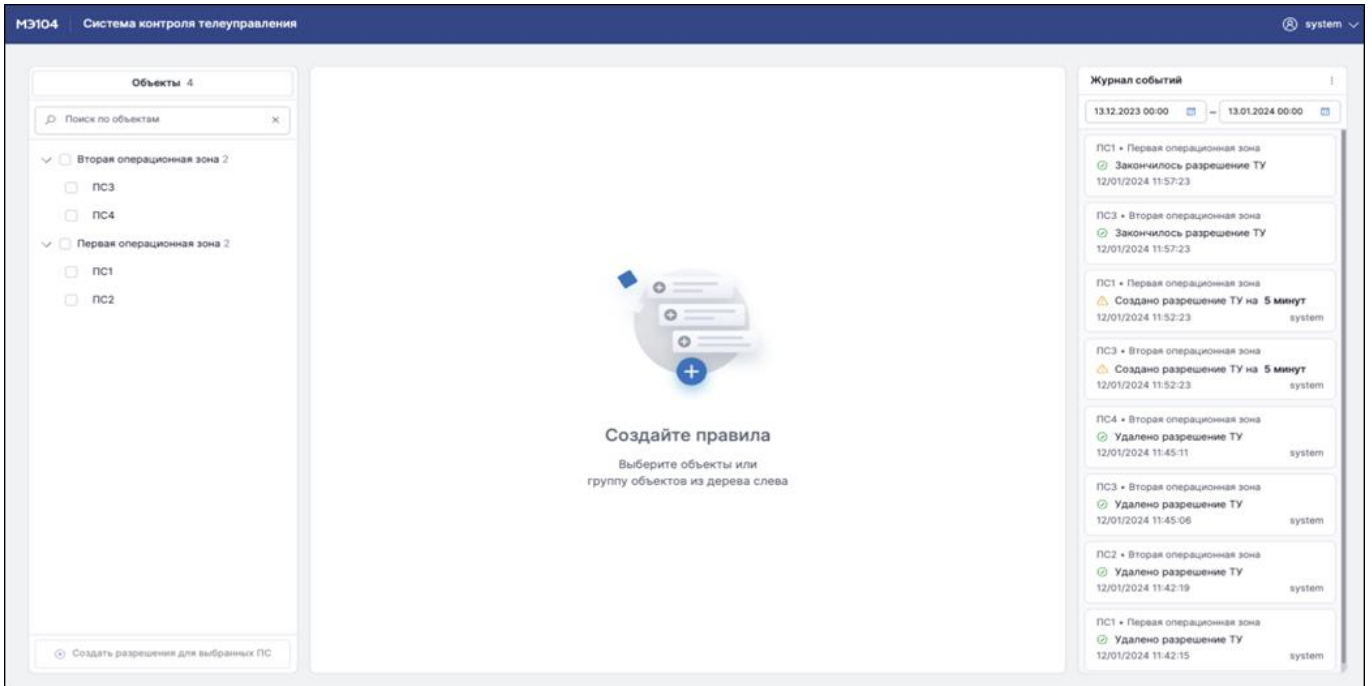 МЭ104 Система контроля телеуправления
system
Объекты 4
Поиск по объектам
Вторая операционная зона 2
ПС3
ПС4
Первая операционная зона 2
ПС1
ПС2
Создать разрешения для выбранных ПС
Создайте правила
Выберите объекты или
группу объектов из дерева слева
Журнал событий
13.12.2023 00:00 – 13.01.2024 00:00
ПС1 • Первая операционная зона
Закончилось разрешение ТУ
12/01/2024 11:57:23
ПС3 • Вторая операционная зона
Закончилось разрешение ТУ
12/01/2024 11:57:23
ПС1 • Первая операционная зона
Создано разрешение ТУ на 5 минут
12/01/2024 11:52:23 system
ПС3 • Вторая операционная зона
Создано разрешение ТУ на 5 минут
12/01/2024 11:52:23 system
ПС4 • Вторая операционная зона
Удалено разрешение ТУ
12/01/2024 11:45:11 system
ПС3 • Вторая операционная зона
Удалено разрешение ТУ
12/01/2024 11:45:06 system
ПС2 • Вторая операционная зона
Удалено разрешение ТУ
12/01/2024 11:42:19 system
ПС1 • Первая операционная зона
Удалено разрешение ТУ
12/01/2024 11:42:15 system